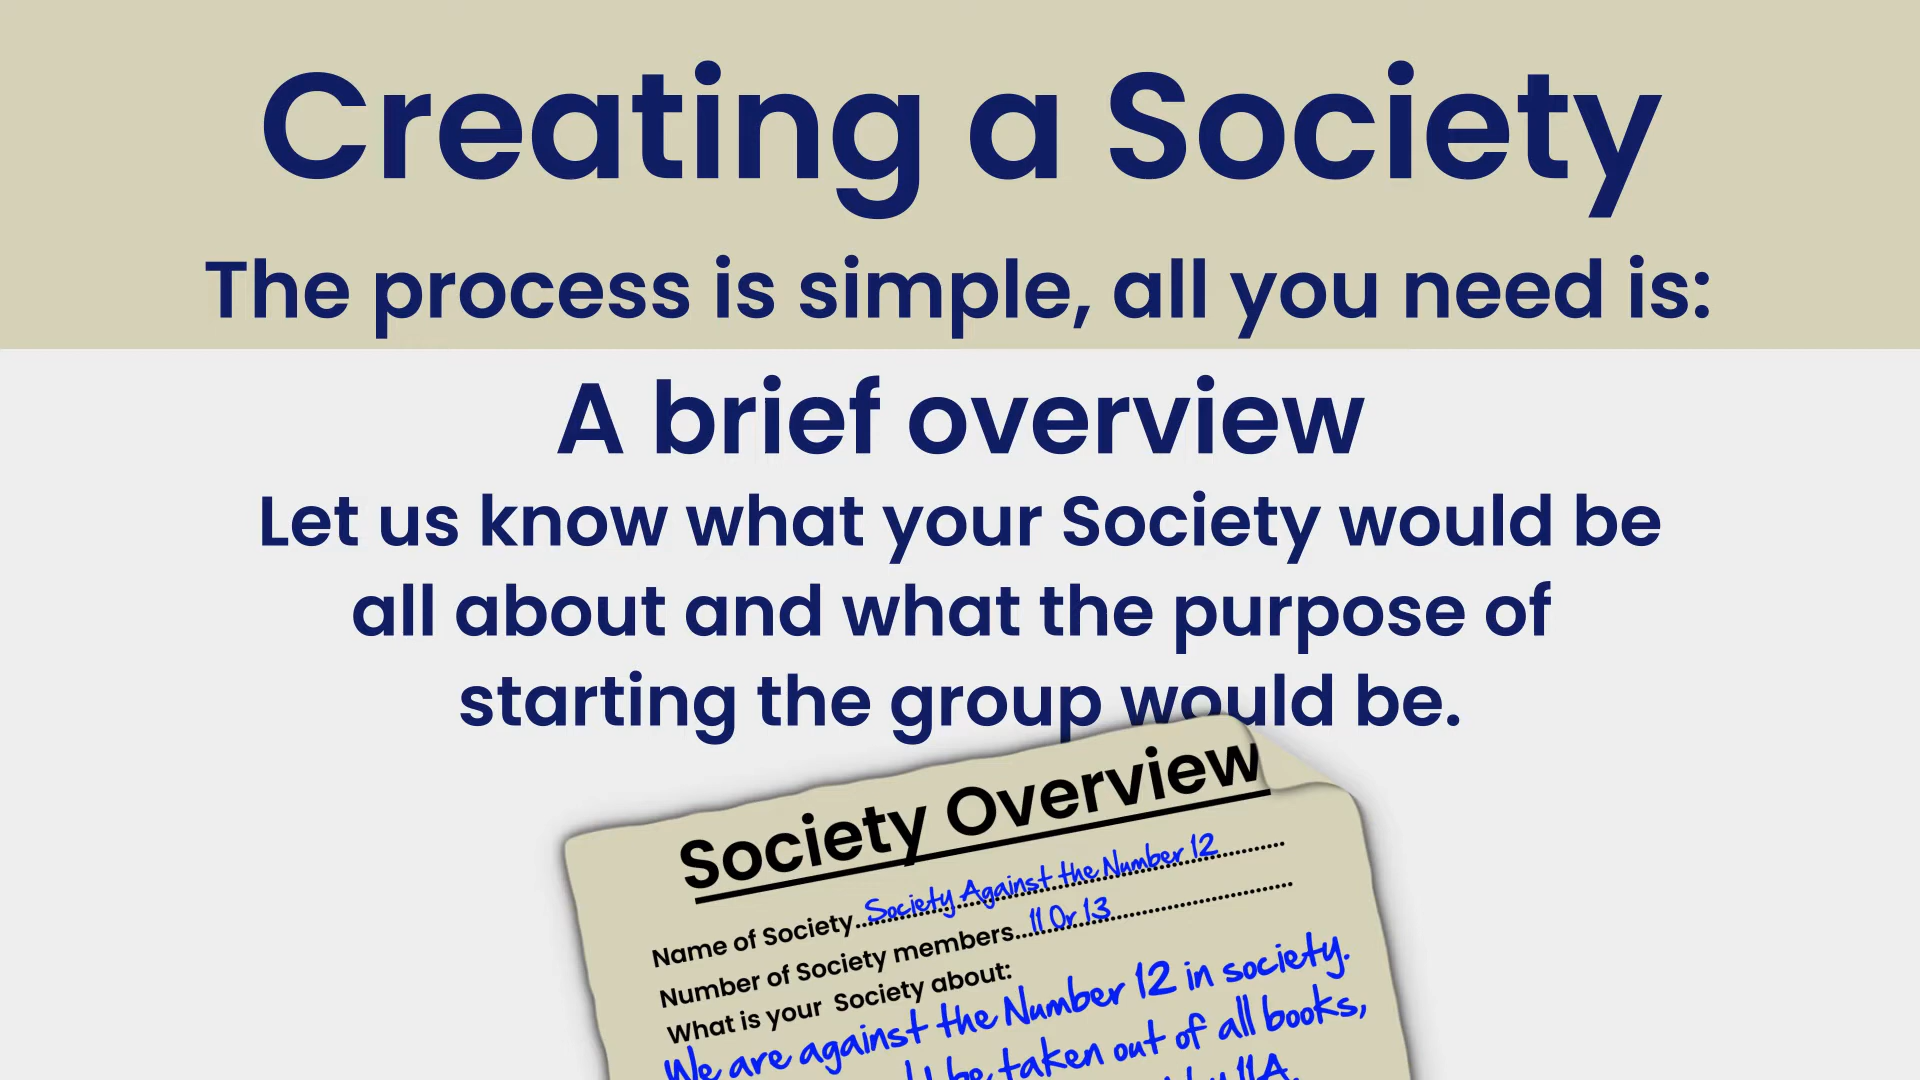 Creating a Society
The process is simple, all you need is:
A brief overview
Let us know what your Society would be
all about and what the purpose of
starting the group would be.
Society Overview
Name of Society...Society Against the Number 12
Number of Society members...11 Or 13
What is your Society about:
We are against the Number 12 in society.
be taken out of all books,
11A.